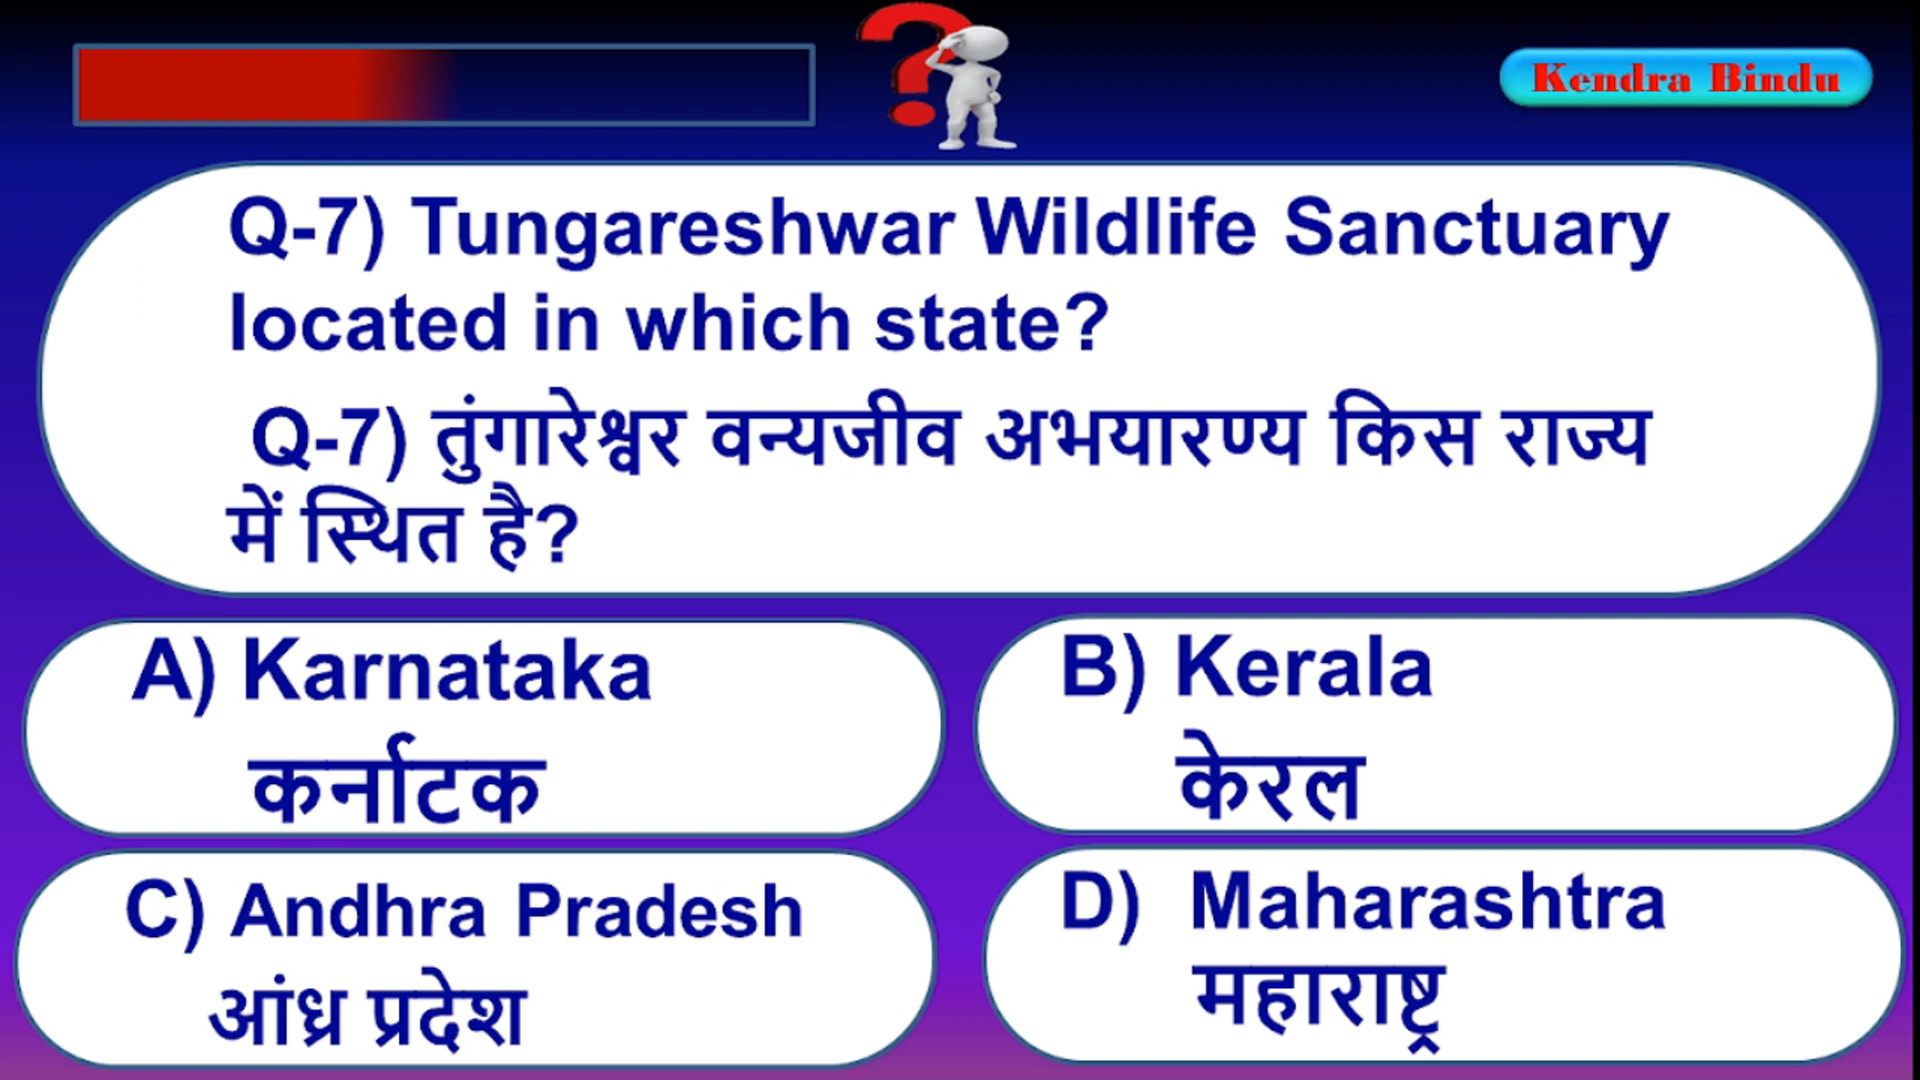 Kendra Bindu
Q-7) Tungareshwar Wildlife Sanctuary
located in which state?
Q-7) तुंगारेश्वर वन्यजीव अभयारण्य किस राज्य
में स्थित है?
A) Karnataka
कर्नाटक
B) Kerala
केरल
C) Andhra Pradesh
आंध्र प्रदेश
D) Maharashtra
महाराष्ट्र